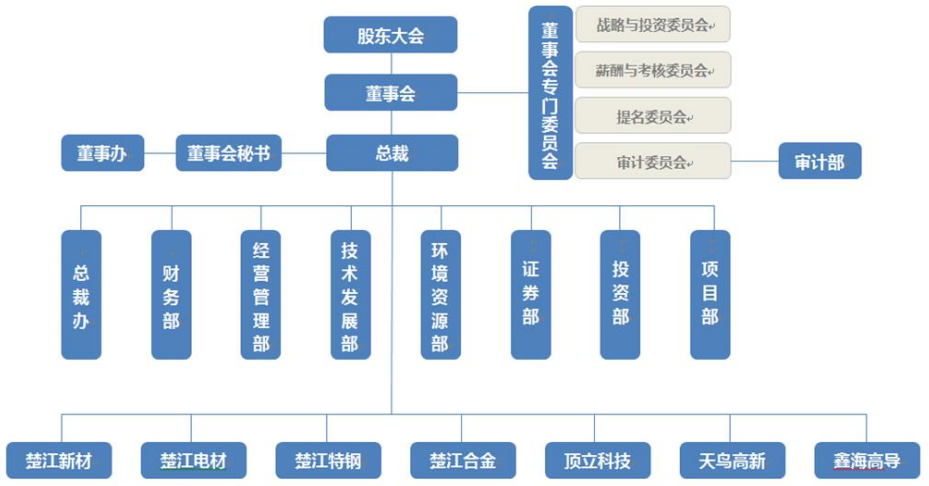 股东大会
董事会
董事会专门委员会
战略与投资委员会
薪酬与考核委员会
提名委员会
审计委员会
审计部
董事办
董事会秘书
总裁
总裁办
财务部
经营管理部
技术发展部
环境资源部
证券部
投资部
项目部
楚江新材
楚江电材
楚江特钢
楚江合金
顶立科技
天鸟高新
鑫海高导